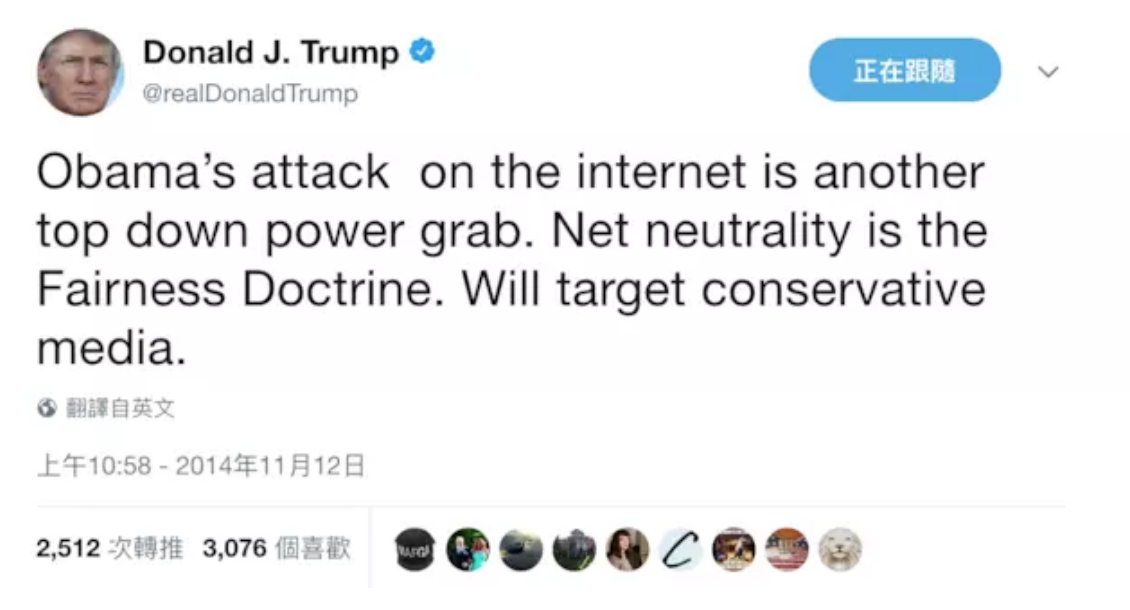 Donald J. Trump
@realDonaldTrump
正在跟隨
Obama’s attack  on the internet is another
top down power grab. Net neutrality is the
Fairness Doctrine. Will target conservative
media.
翻譯自英文
上午10:58 - 2014年11月12日
2,512 次轉推 3,076 個喜歡